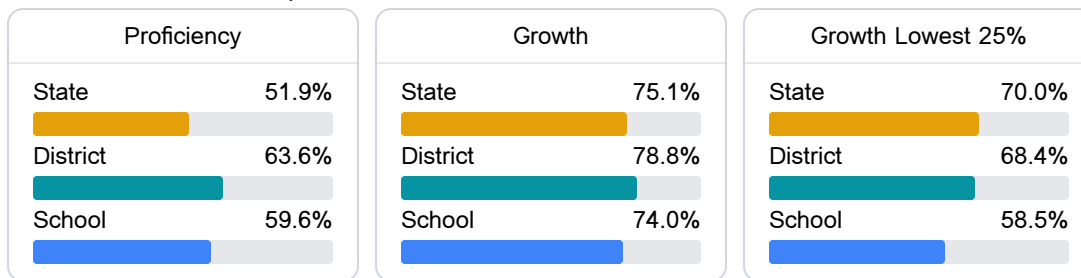 Proficiency
State 51.9%
District 63.6%
School 59.6%
Growth
State 75.1%
District 78.8%
School 74.0%
Growth Lowest 25%
State 70.0%
District 68.4%
School 58.5%